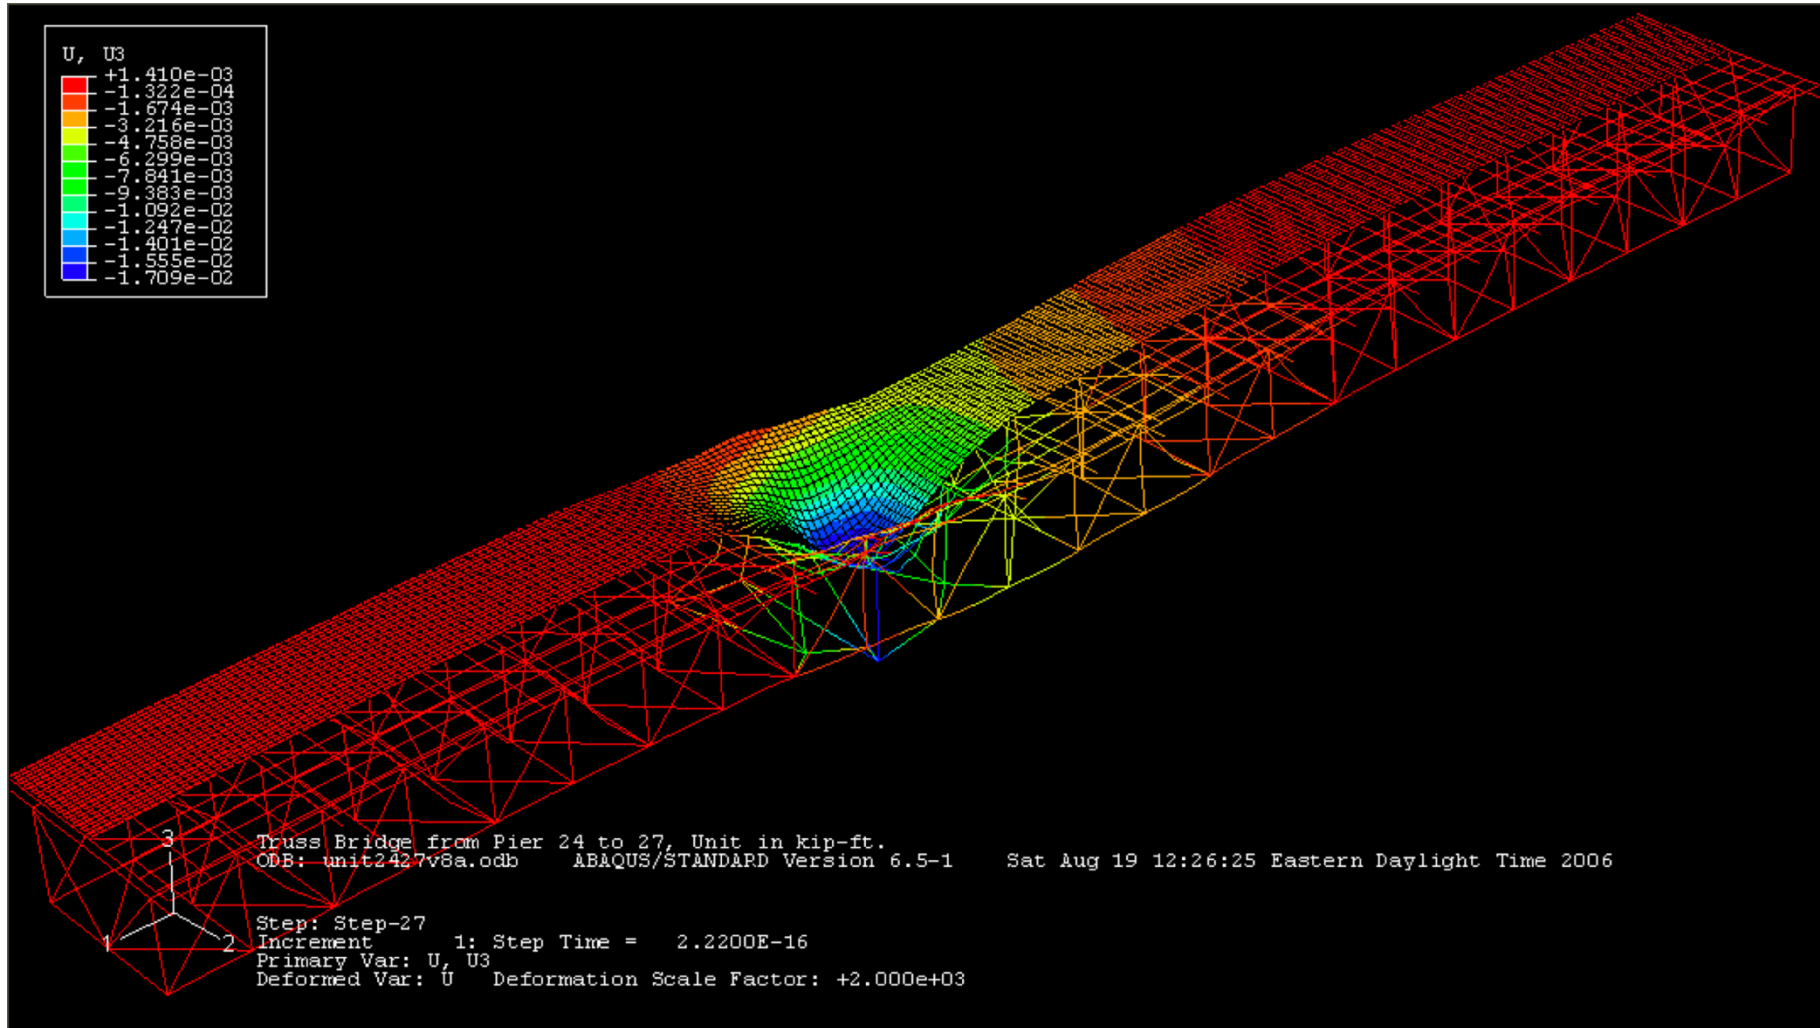 U, U3
+1.410e-03
-1.322e-04
-1.674e-03
-3.216e-03
-4.758e-03
-6.299e-03
-7.841e-03
-9.383e-03
-1.092e-02
-1.247e-02
-1.401e-02
-1.555e-02
-1.709e-02
3
1
2
Truss Bridge from Pier 24 to 27, Unit in kip-ft.
ODB: unit2427v8a.odb ABAQUS/STANDARD Version 6.5-1 Sat Aug 19 12:26:25 Eastern Daylight Time 2006
Step: Step-27
Increment 1: Step Time = 2.2200E-16
Primary Var: U, U3
Deformed Var: U Deformation Scale Factor: +2.000e+03